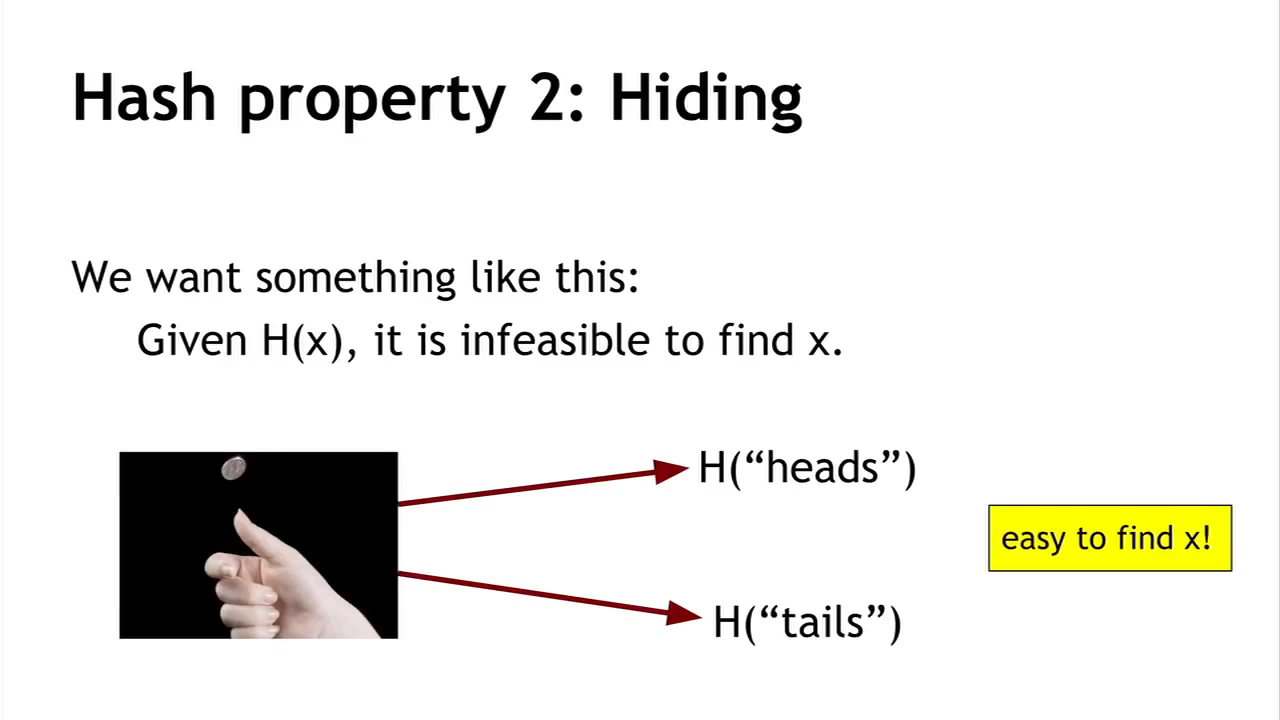 Hash property 2: Hiding
We want something like this:
Given H(x), it is infeasible to find x.
H(“heads”)
easy to find x!
H(“tails”)